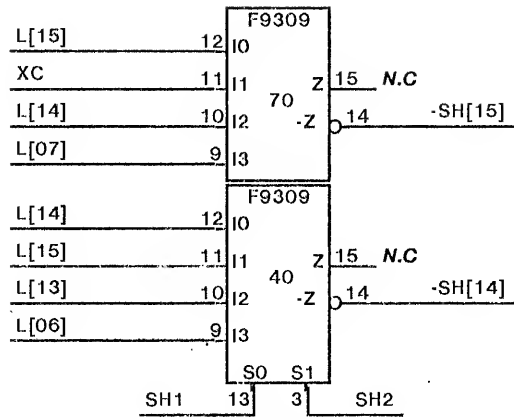 F9309
L[15] 12 I0
XC 11 I1 Z 15 N.C
70
L[14] 10 I2 -Z 14 -SH[15]
L[07] 9 I3
F9309
L[14] 12 I0
L[15] 11 I1 Z 15 N.C
40
L[13] 10 I2 -Z 14 -SH[14]
L[06] 9 I3
S0 S1
SH1 13 3 SH2